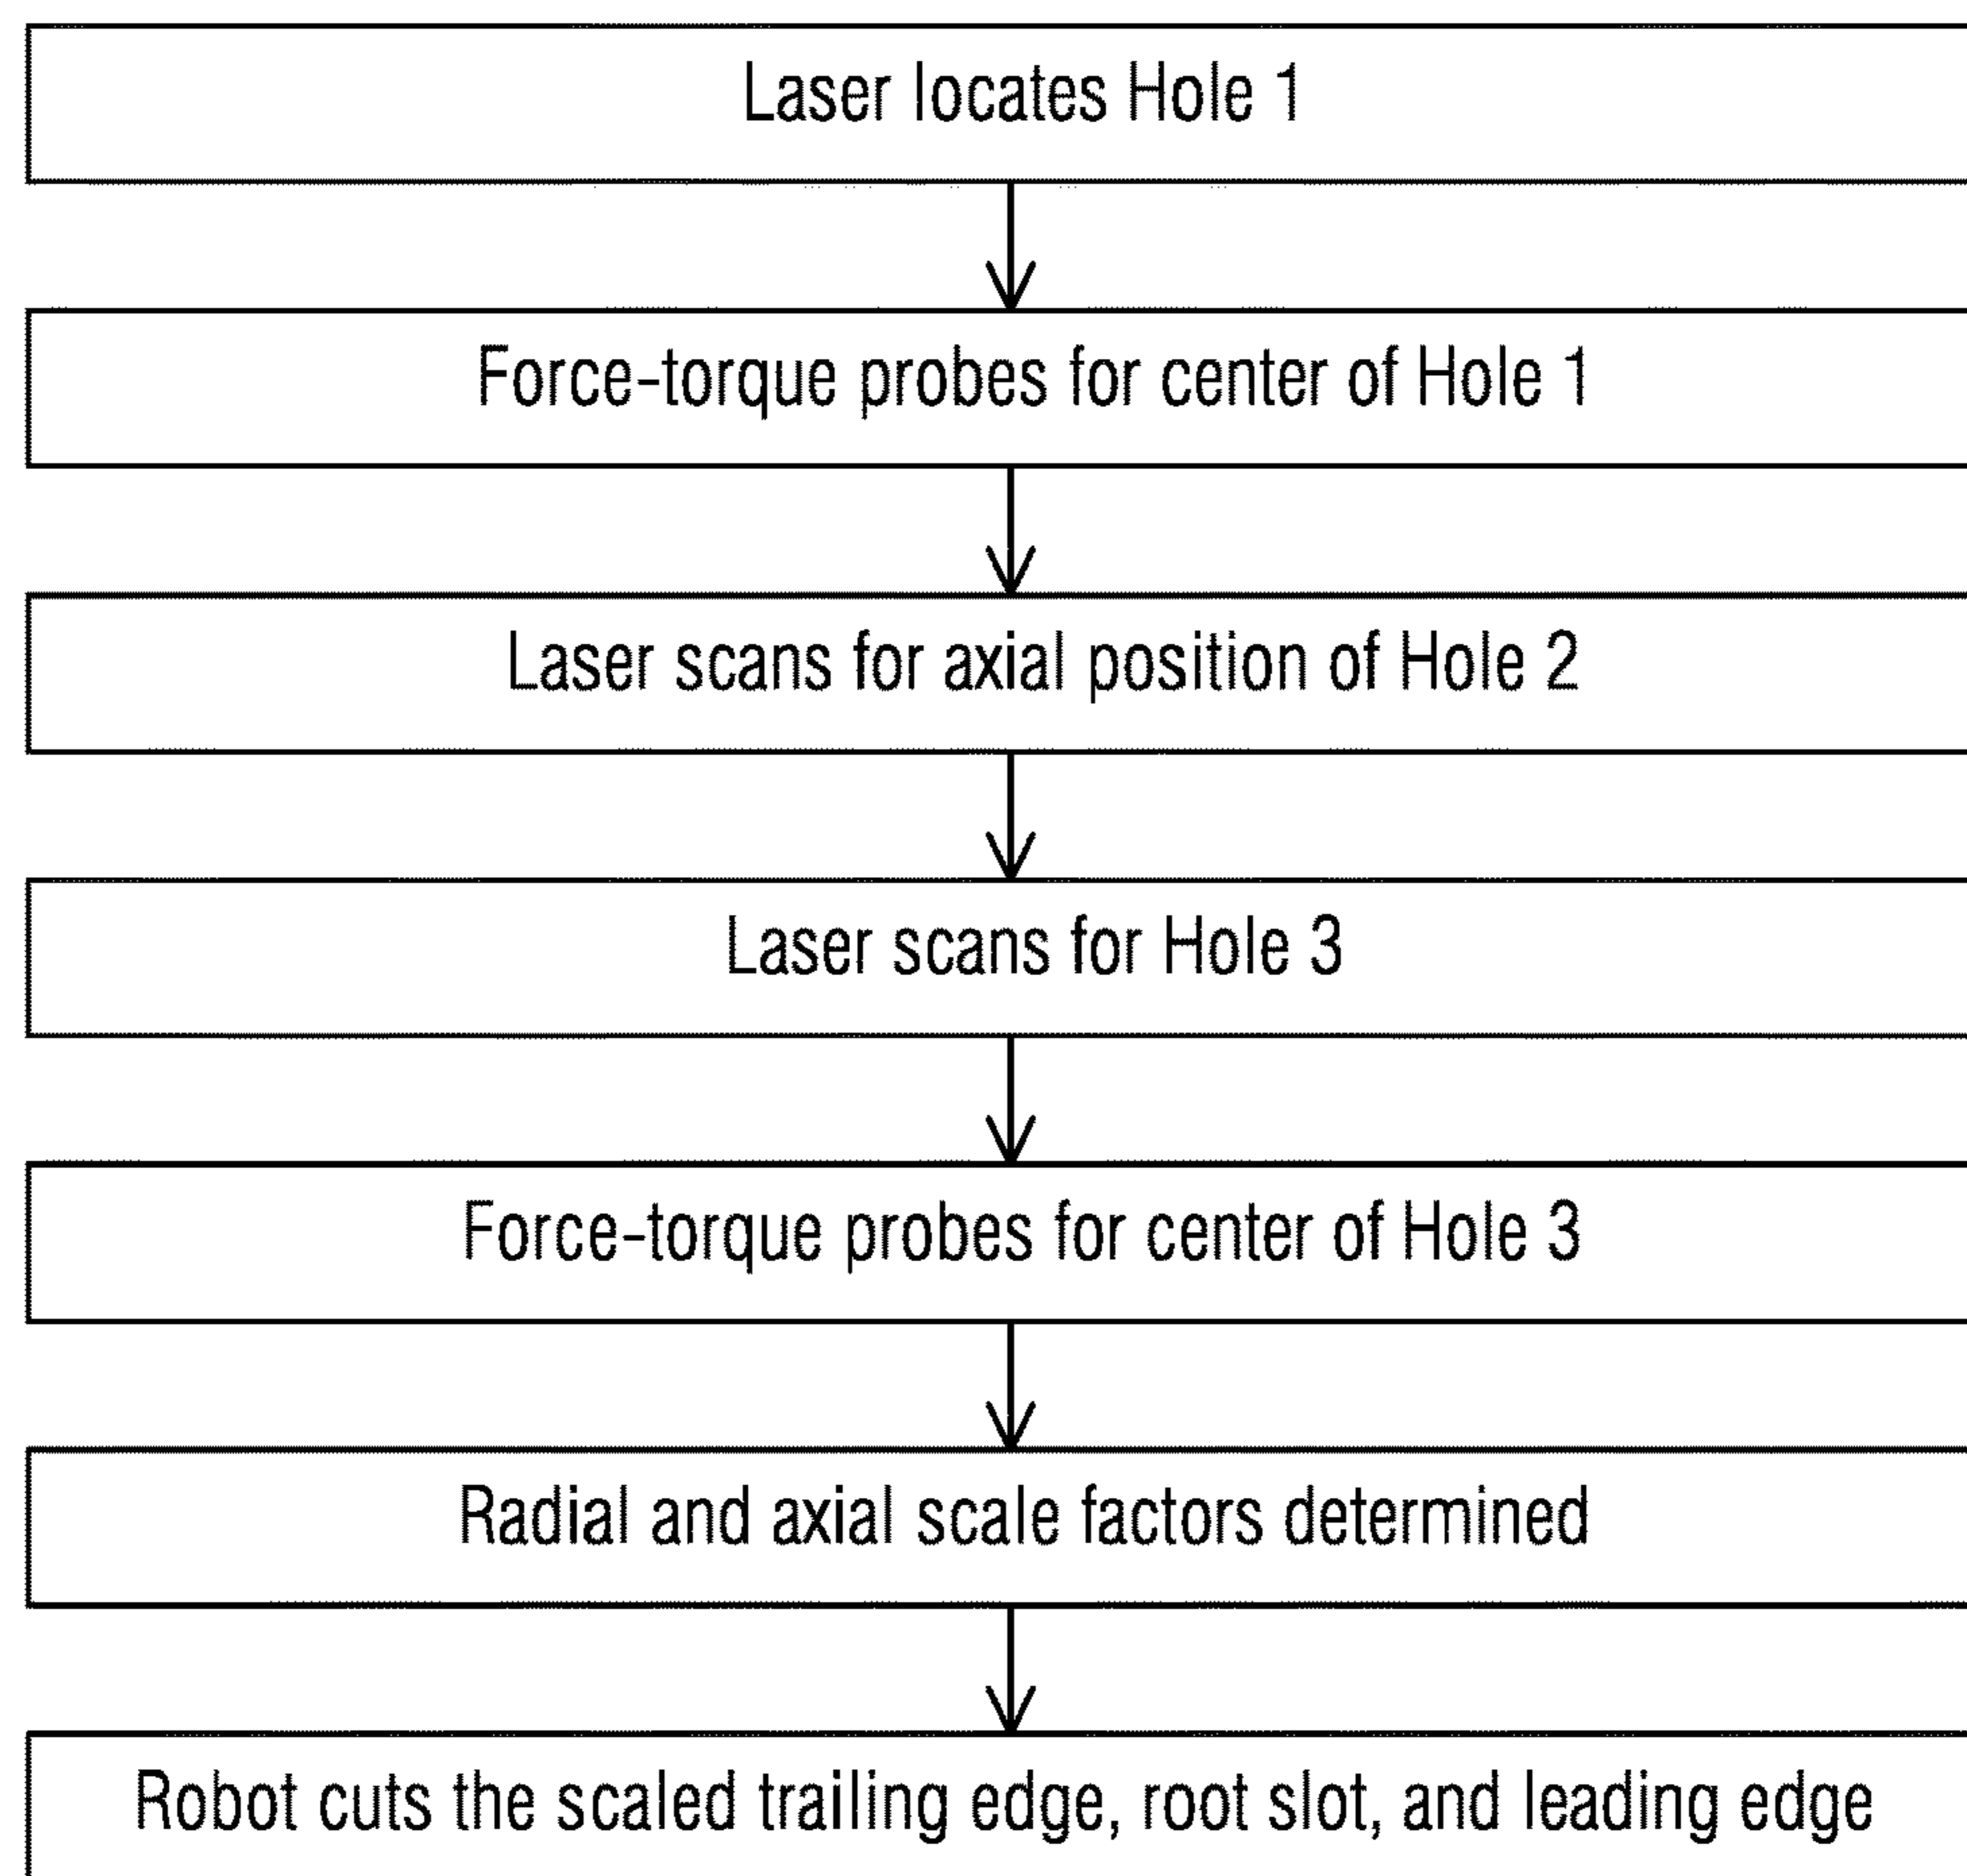 Laser locates Hole 1
Force-torque probes for center of Hole 1
Laser scans for axial position of Hole 2
Laser scans for Hole 3
Force-torque probes for center of Hole 3
Radial and axial scale factors determined
Robot cuts the scaled trailing edge, root slot, and leading edge